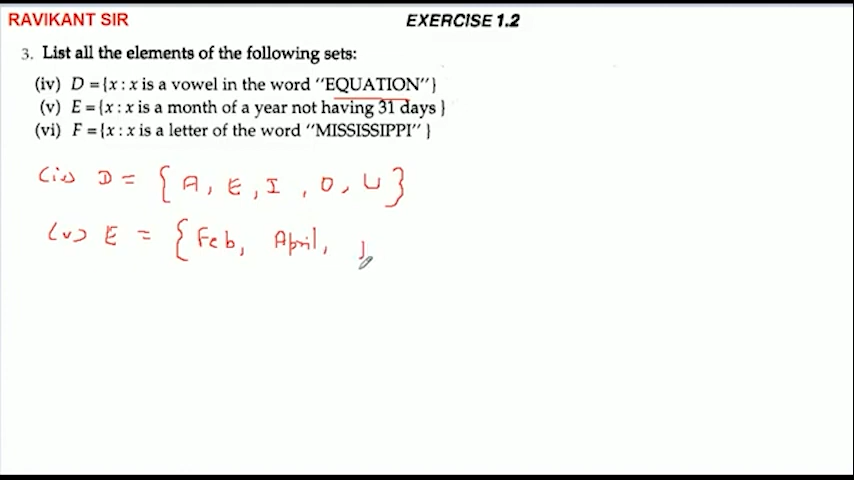 RAVIKANT SIR
EXERCISE 1.2
3. List all the elements of the following sets:
(iv) D = {x : x is a vowel in the word ‘‘EQUATION’’}
(v) E = {x : x is a month of a year not having 31 days }
(vi) F = {x : x is a letter of the word ‘‘MISSISSIPPI’’ }
(iv) D = { A, E, I, O, U }
(v) E = { Feb, April, J